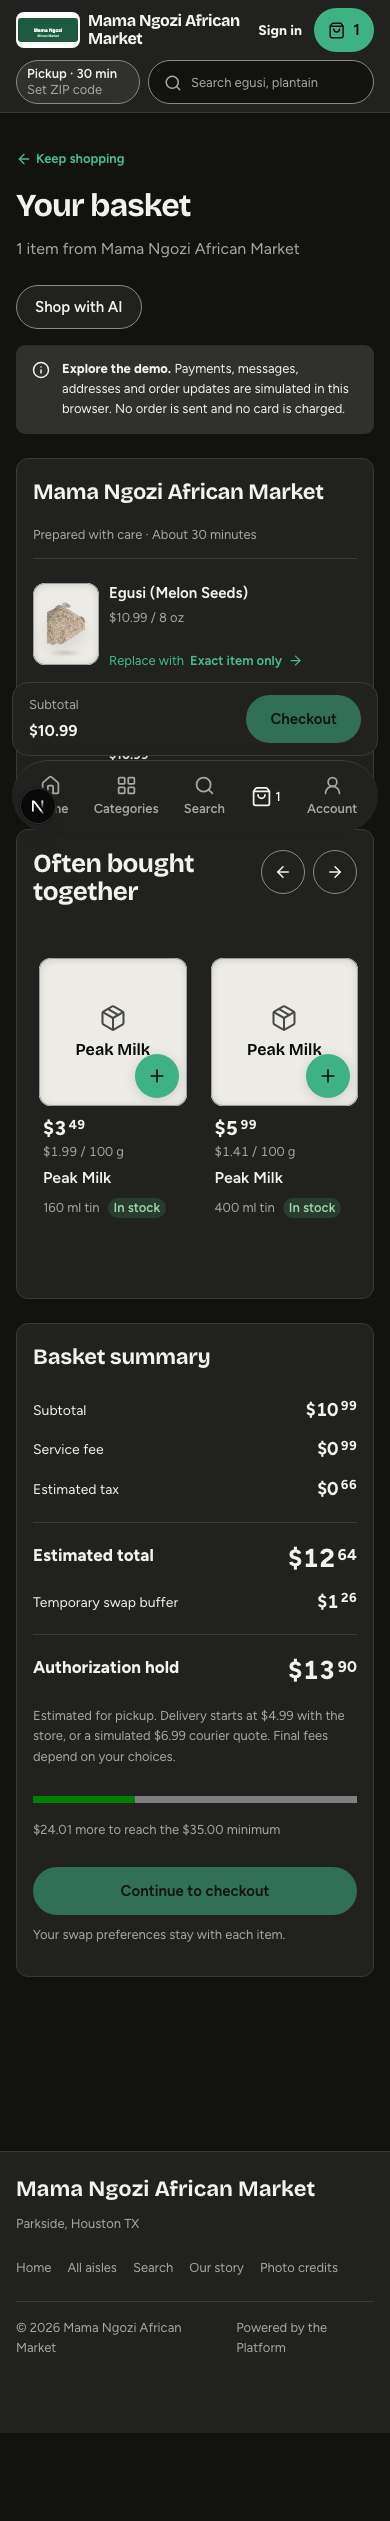 Mama Ngozi
African Market
Mama Ngozi African
Market
Sign in
1
Pickup · 30 min
Set ZIP code
Search egusi, plantain
Keep shopping
Your basket
1 item from Mama Ngozi African Market
Shop with AI
Explore the demo. Payments, messages,
addresses and order updates are simulated in this
browser. No order is sent and no card is charged.
Mama Ngozi African Market
Prepared with care · About 30 minutes
Egusi (Melon Seeds)
$10.99 / 8 oz
Replace with Exact item only
Subtotal
$10.99
Checkout
Categories
Search
1
Account
N
Often bought
together
Peak Milk
Peak Milk
$3 49
$1.99 / 100 g
Peak Milk
160 ml tin In stock
$5 99
$1.41 / 100 g
Peak Milk
400 ml tin In stock
Basket summary
Subtotal $10 99
Service fee $0 99
Estimated tax $0 66
Estimated total $12 64
Temporary swap buffer $1 26
Authorization hold $13 90
Estimated for pickup. Delivery starts at $4.99 with the
store, or a simulated $6.99 courier quote. Final fees
depend on your choices.
$24.01 more to reach the $35.00 minimum
Continue to checkout
Your swap preferences stay with each item.
Mama Ngozi African Market
Parkside, Houston TX
Home All aisles Search Our story Photo credits
© 2026 Mama Ngozi African
Market
Powered by the
Platform